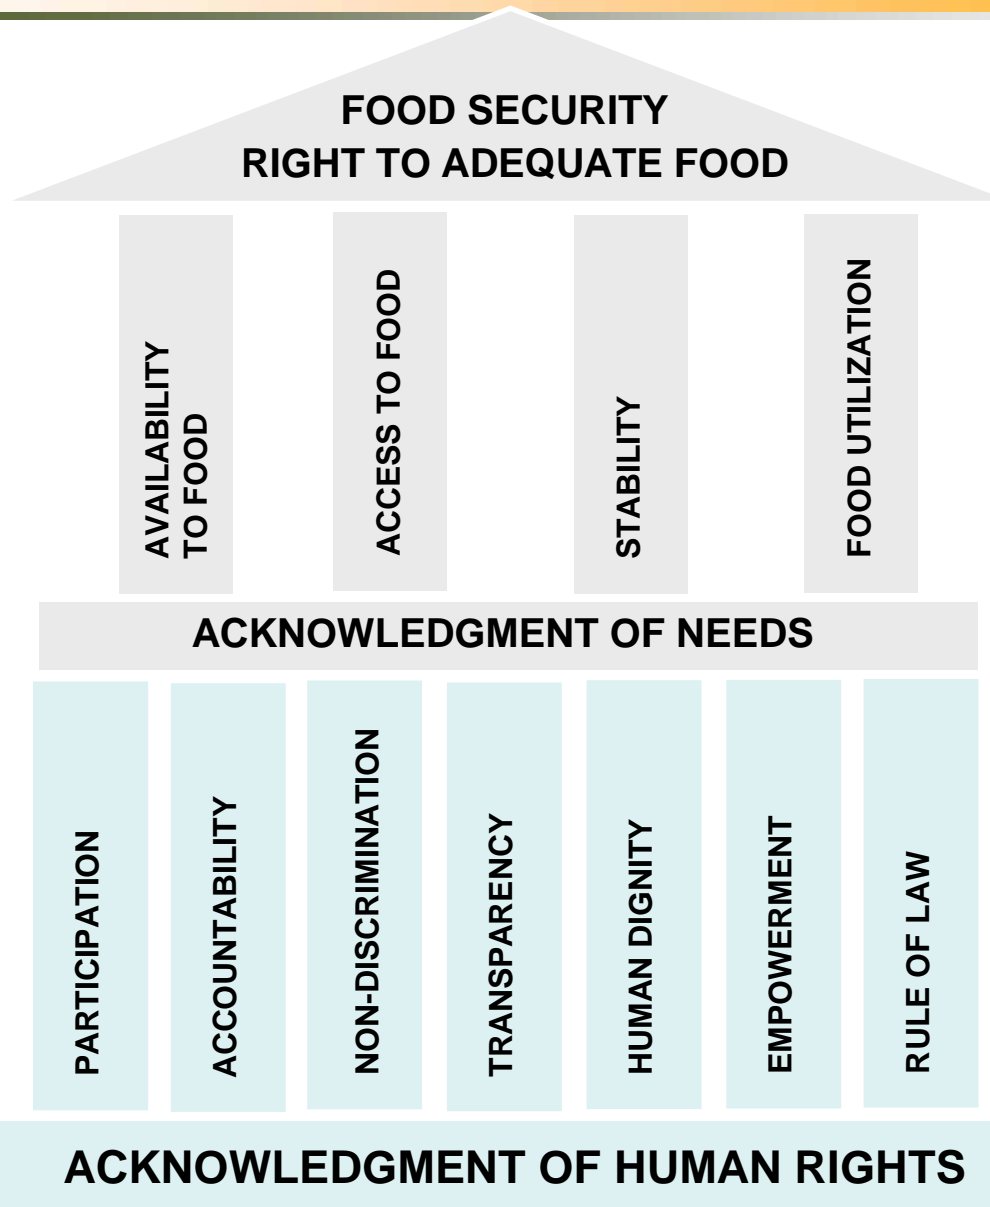 FOOD SECURITY
RIGHT TO ADEQUATE FOOD
AVAILABILITY
TO FOOD
ACCESS TO FOOD
STABILITY
FOOD UTILIZATION
ACKNOWLEDGMENT OF NEEDS
PARTICIPATION
ACCOUNTABILITY
NON-DISCRIMINATION
TRANSPARENCY
HUMAN DIGNITY
EMPOWERMENT
RULE OF LAW
ACKNOWLEDGMENT OF HUMAN RIGHTS